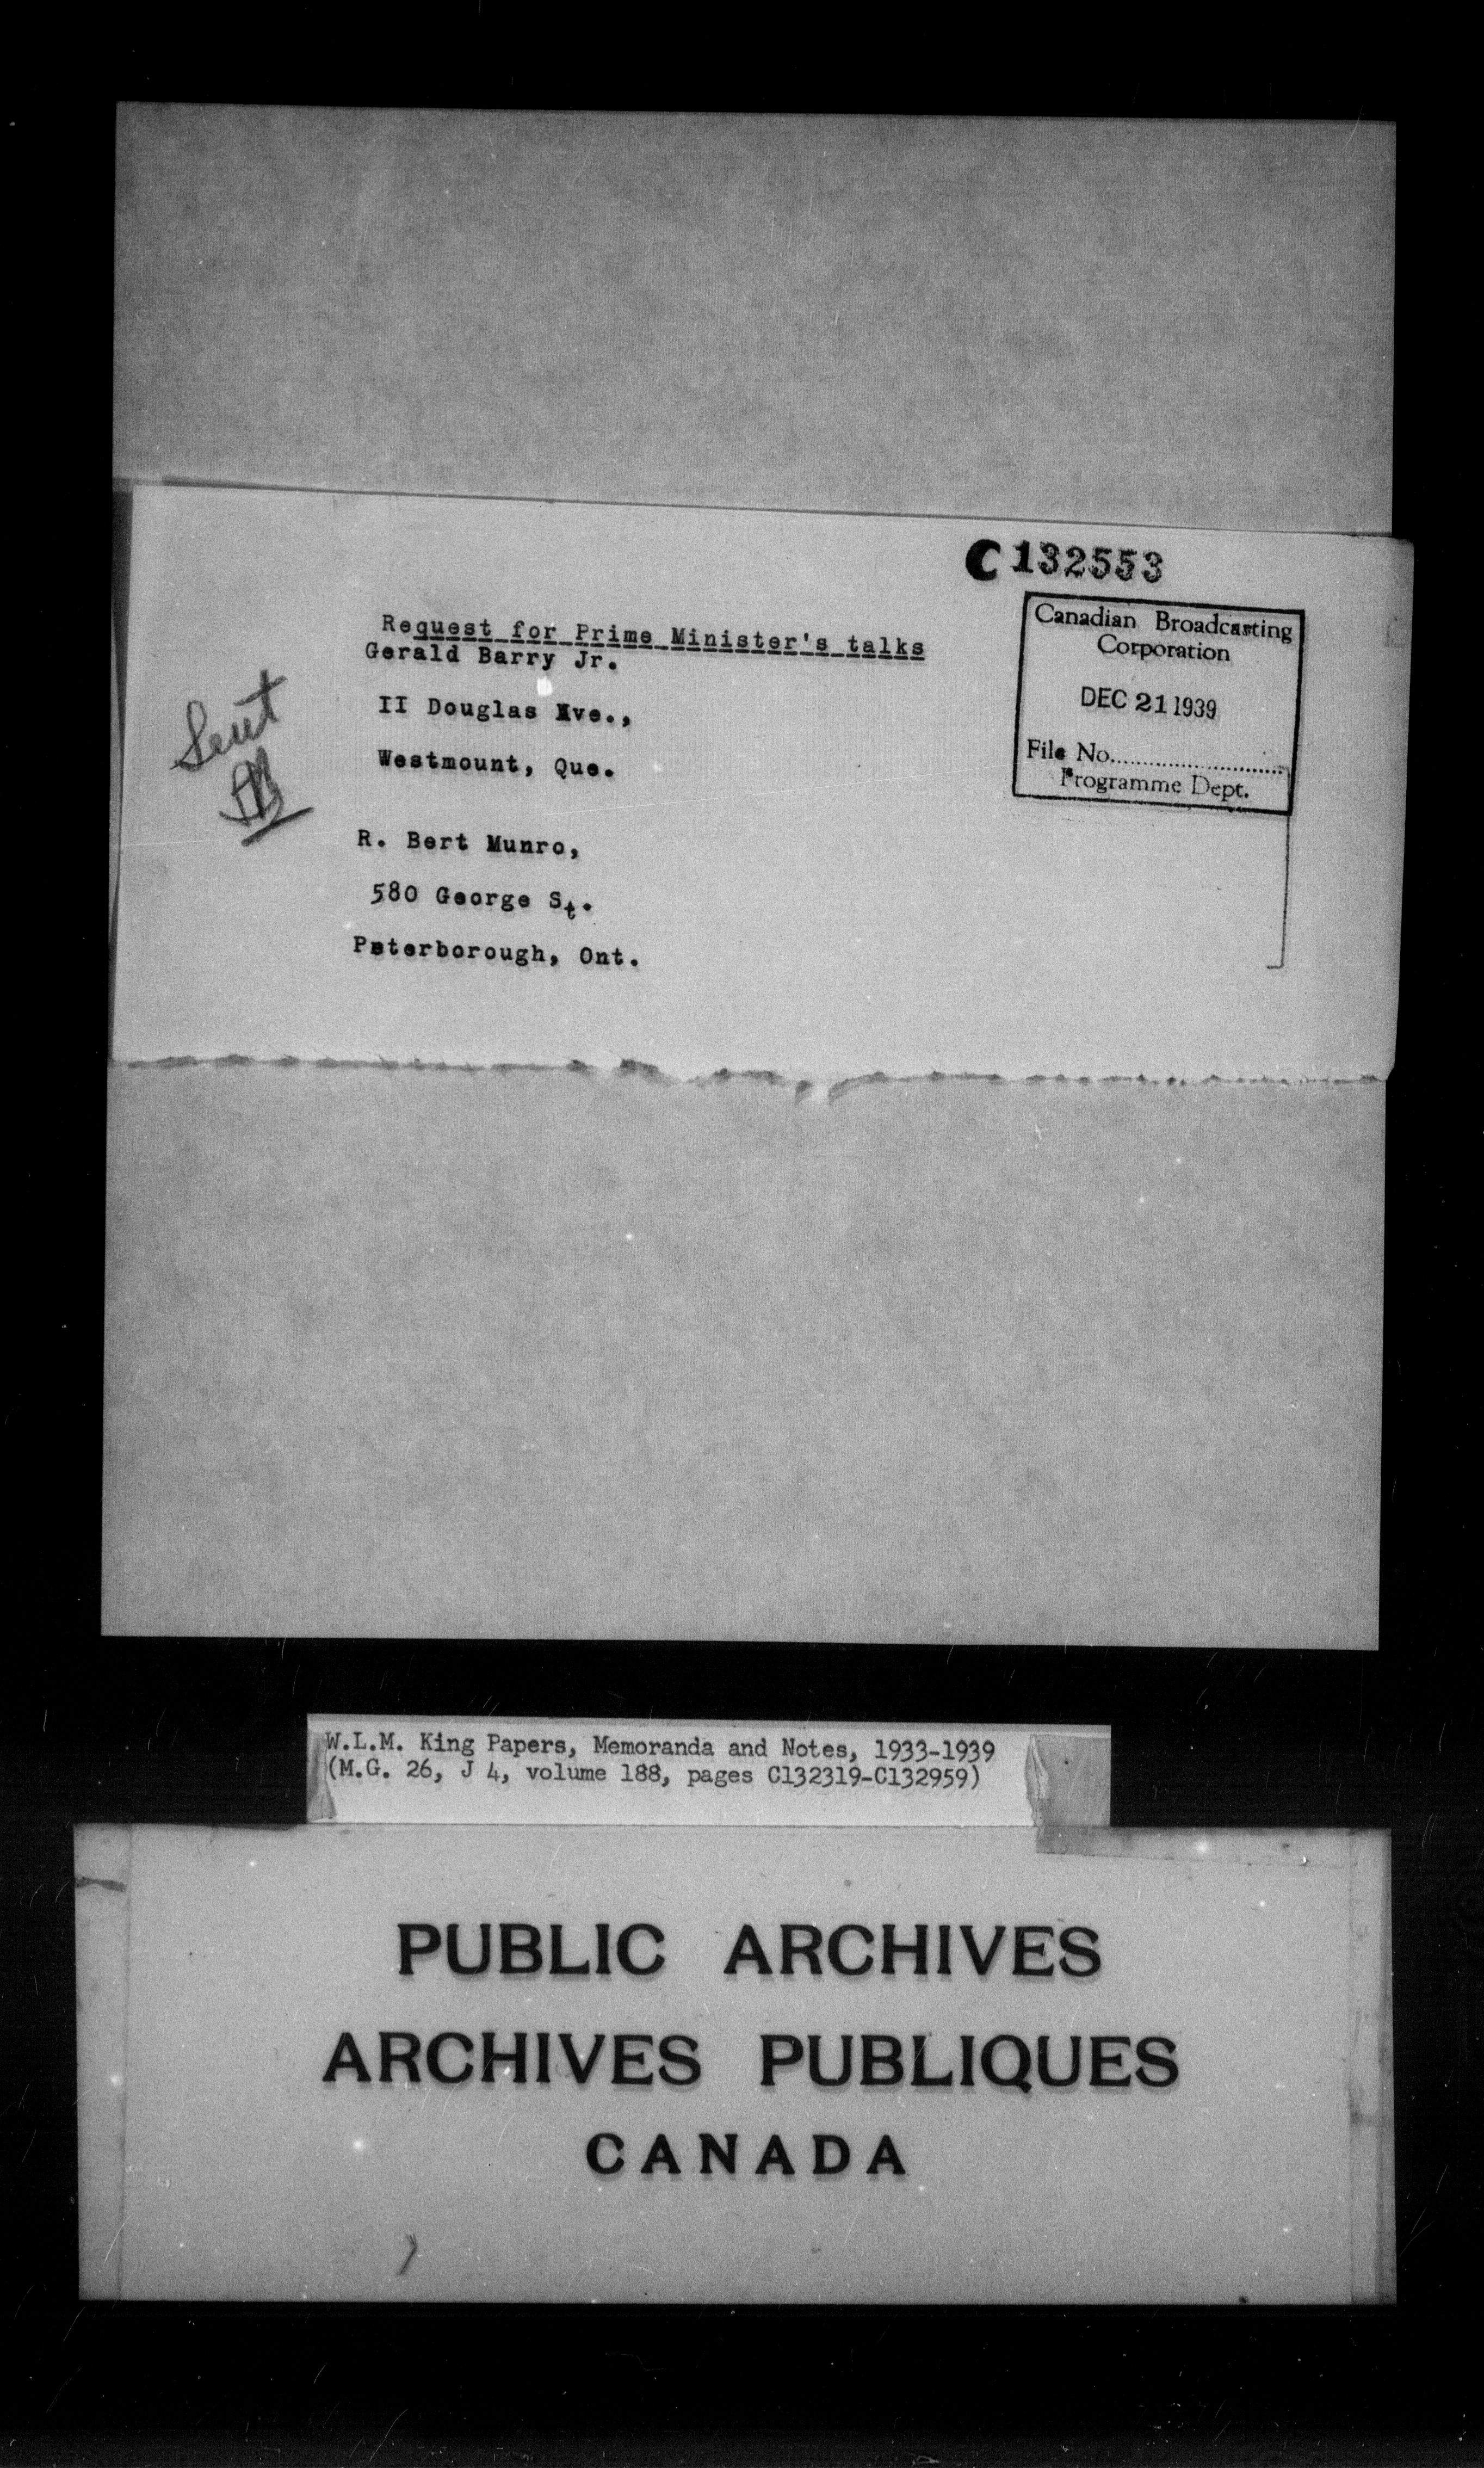 C 132553
Canadian Broadcasting
Corporation
DEC 21 1939
File No..............................
Programme Dept.
Request for Prime Minister's talks
Gerald Barry Jr.
II Douglas Ave.,
Westmount, Que.
Sent
R. Bert Munro,
580 George St.
Peterborough, Ont.
W.L.M. King Papers, Memoranda and Notes, 1933-1939
(M.G. 26, J 4, volume 188, pages C132319-C132959)
PUBLIC ARCHIVES
ARCHIVES PUBLIQUES
CANADA